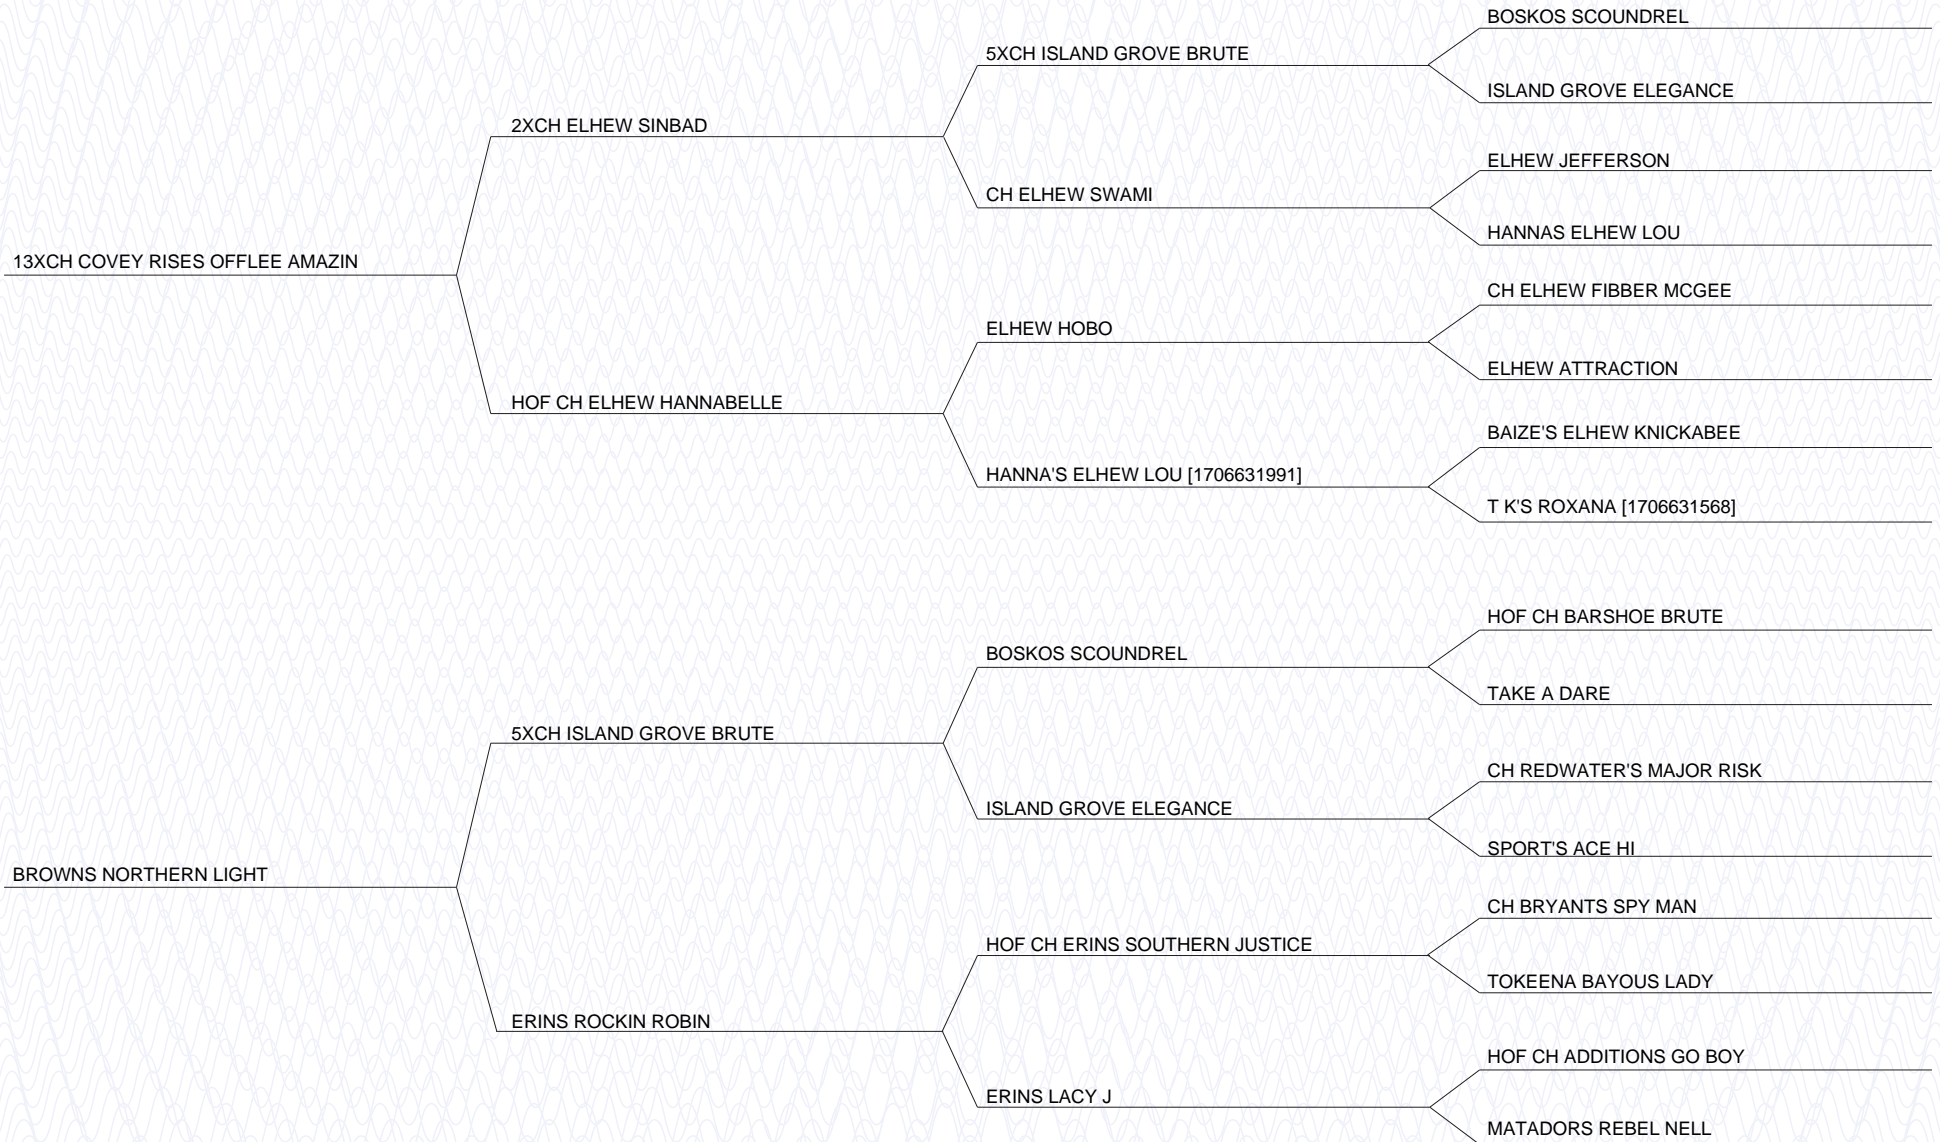 BOSKOS SCOUNDREL
5XCH ISLAND GROVE BRUTE
ISLAND GROVE ELEGANCE
2XCH ELHEW SINBAD
ELHEW JEFFERSON
CH ELHEW SWAMI
HANNAS ELHEW LOU
13XCH COVEY RISES OFFLEE AMAZIN
CH ELHEW FIBBER MCGEE
ELHEW HOBO
ELHEW ATTRACTION
HOF CH ELHEW HANNABELLE
BAIZE'S ELHEW KNICKABEE
HANNA'S ELHEW LOU [1706631991]
T K'S ROXANA [1706631568]
HOF CH BARSHOE BRUTE
BOSKOS SCOUNDREL
TAKE A DARE
5XCH ISLAND GROVE BRUTE
CH REDWATER'S MAJOR RISK
ISLAND GROVE ELEGANCE
SPORT'S ACE HI
BROWNS NORTHERN LIGHT
CH BRYANTS SPY MAN
HOF CH ERINS SOUTHERN JUSTICE
TOKEENA BAYOUS LADY
ERINS ROCKIN ROBIN
HOF CH ADDITIONS GO BOY
ERINS LACY J
MATADORS REBEL NELL